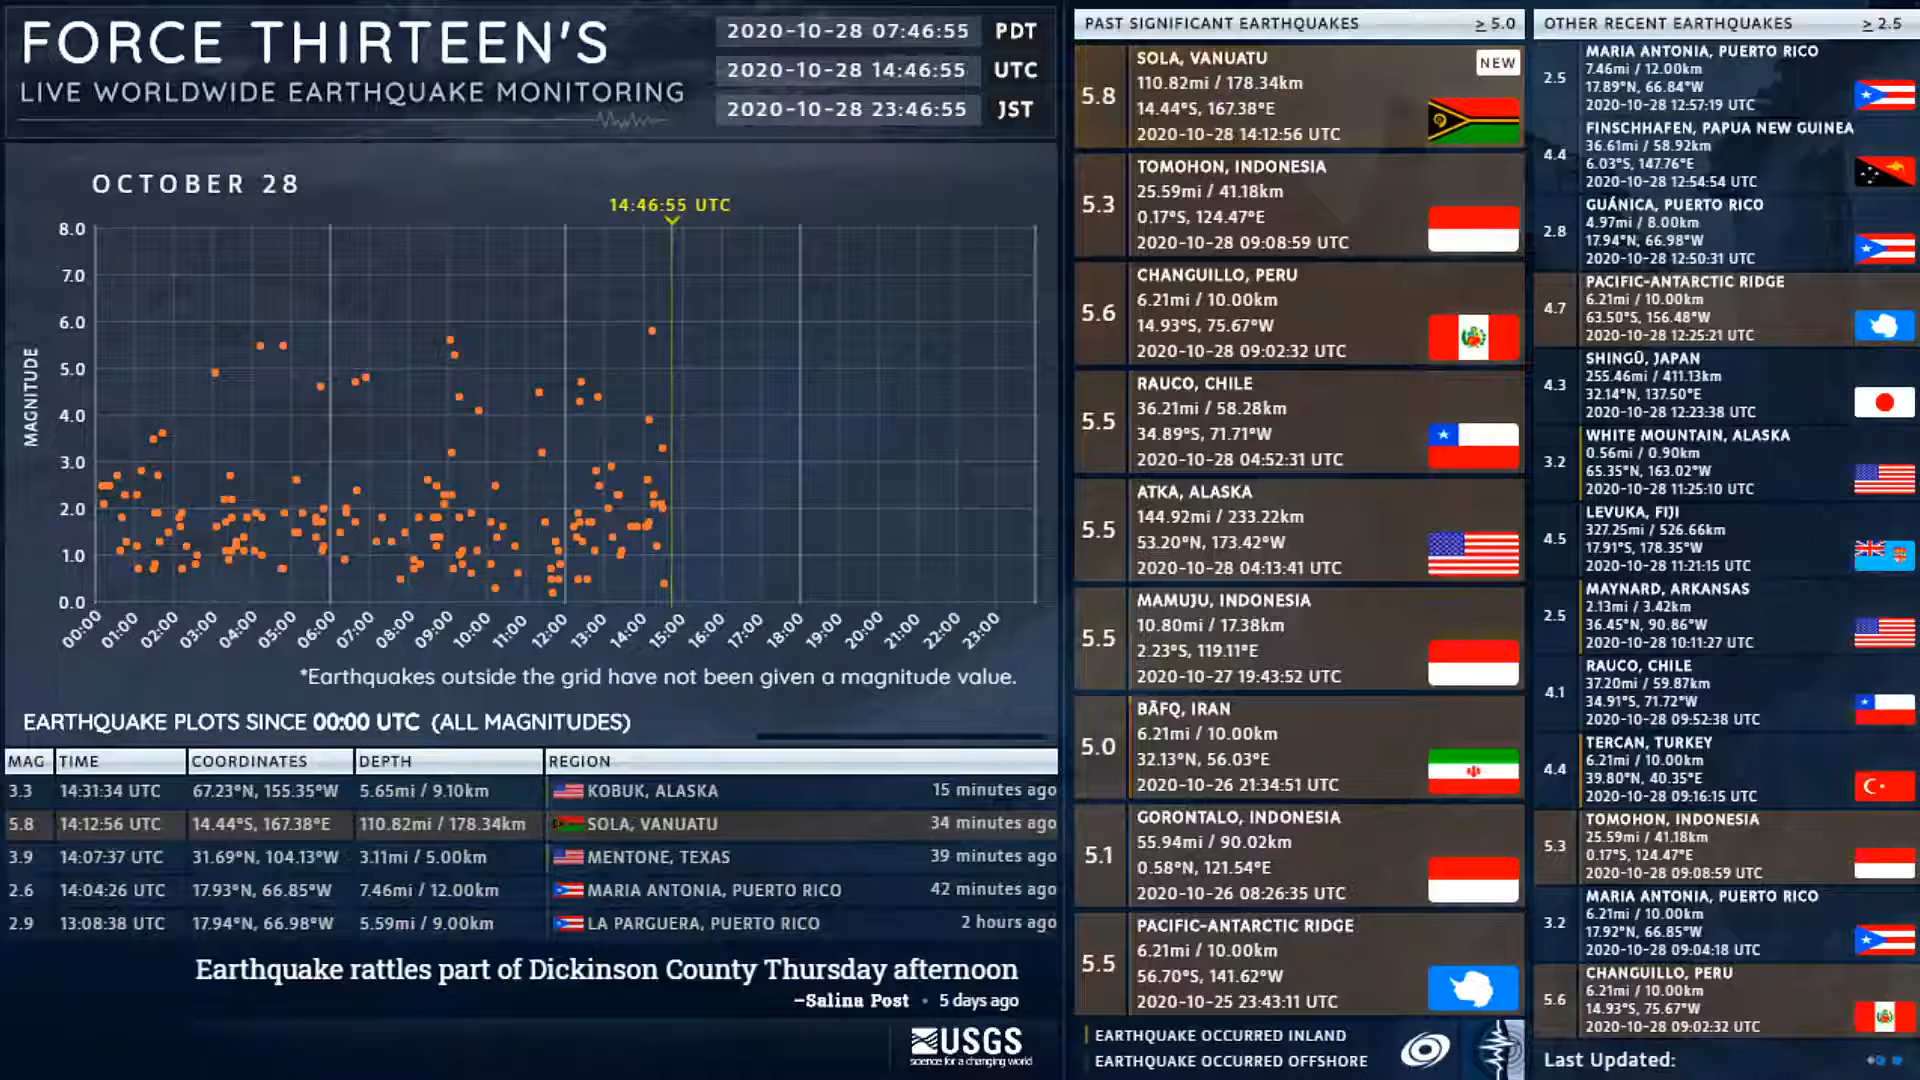 FORCE THIRTEEN'S
LIVE WORLDWIDE EARTHQUAKE MONITORING
2020-10-28 07:46:55 PDT
2020-10-28 14:46:55 UTC
2020-10-28 23:46:55 JST
OCTOBER 28
14:46:55 UTC
MAGNITUDE
8.0
7.0
6.0
5.0
4.0
3.0
2.0
1.0
0.0
00:00 01:00 02:00 03:00 04:00 05:00 06:00 07:00 08:00 09:00 10:00 11:00 12:00 13:00 14:00 15:00 16:00 17:00 18:00 19:00 20:00 21:00 22:00 23:00
*Earthquakes outside the grid have not been given a magnitude value.
EARTHQUAKE PLOTS SINCE 00:00 UTC (ALL MAGNITUDES)
MAG TIME COORDINATES DEPTH REGION
3.3 14:31:34 UTC 67.23°N, 155.35°W 5.65mi / 9.10km KOBUK, ALASKA 15 minutes ago
5.8 14:12:56 UTC 14.44°S, 167.38°E 110.82mi / 178.34km SOLA, VANUATU 34 minutes ago
3.9 14:07:37 UTC 31.69°N, 104.13°W 3.11mi / 5.00km MENTONE, TEXAS 39 minutes ago
2.6 14:04:26 UTC 17.93°N, 66.85°W 7.46mi / 12.00km MARIA ANTONIA, PUERTO RICO 42 minutes ago
2.9 13:08:38 UTC 17.94°N, 66.98°W 5.59mi / 9.00km LA PARGUERA, PUERTO RICO 2 hours ago
Earthquake rattles part of Dickinson County Thursday afternoon
–Salina Post • 5 days ago
USGS
science for a changing world
PAST SIGNIFICANT EARTHQUAKES ≥ 5.0
5.8
SOLA, VANUATU
NEW
110.82mi / 178.34km
14.44°S, 167.38°E
2020-10-28 14:12:56 UTC
5.3
TOMOHON, INDONESIA
25.59mi / 41.18km
0.17°S, 124.47°E
2020-10-28 09:08:59 UTC
5.6
CHANGUILLO, PERU
6.21mi / 10.00km
14.93°S, 75.67°W
2020-10-28 09:02:32 UTC
5.5
RAUCO, CHILE
36.21mi / 58.28km
34.89°S, 71.71°W
2020-10-28 04:52:31 UTC
5.5
ATKA, ALASKA
144.92mi / 233.22km
53.20°N, 173.42°W
2020-10-28 04:13:41 UTC
5.5
MAMUJU, INDONESIA
10.80mi / 17.38km
2.23°S, 119.11°E
2020-10-27 19:43:52 UTC
5.0
BĀFQ, IRAN
6.21mi / 10.00km
32.13°N, 56.03°E
2020-10-26 21:34:51 UTC
5.1
GORONTALO, INDONESIA
55.94mi / 90.02km
0.58°N, 121.54°E
2020-10-26 08:26:35 UTC
5.5
PACIFIC-ANTARCTIC RIDGE
6.21mi / 10.00km
56.70°S, 141.62°W
2020-10-25 23:43:11 UTC
EARTHQUAKE OCCURRED INLAND
EARTHQUAKE OCCURRED OFFSHORE
OTHER RECENT EARTHQUAKES ≥ 2.5
2.5
MARIA ANTONIA, PUERTO RICO
7.46mi / 12.00km
17.89°N, 66.84°W
2020-10-28 12:57:19 UTC
4.4
FINSCHHAFEN, PAPUA NEW GUINEA
36.61mi / 58.92km
6.03°S, 147.76°E
2020-10-28 12:54:54 UTC
2.8
GUÁNICA, PUERTO RICO
4.97mi / 8.00km
17.94°N, 66.98°W
2020-10-28 12:50:31 UTC
4.7
PACIFIC-ANTARCTIC RIDGE
6.21mi / 10.00km
63.50°S, 156.48°W
2020-10-28 12:25:21 UTC
4.3
SHINGŪ, JAPAN
255.46mi / 411.13km
32.14°N, 137.50°E
2020-10-28 12:23:38 UTC
3.2
WHITE MOUNTAIN, ALASKA
0.56mi / 0.90km
65.35°N, 163.02°W
2020-10-28 11:25:10 UTC
4.5
LEVUKA, FIJI
327.25mi / 526.66km
17.91°S, 178.35°W
2020-10-28 11:21:15 UTC
2.5
MAYNARD, ARKANSAS
2.13mi / 3.42km
36.45°N, 90.86°W
2020-10-28 10:11:27 UTC
4.1
RAUCO, CHILE
37.20mi / 59.87km
34.91°S, 71.72°W
2020-10-28 09:52:38 UTC
4.4
TERCAN, TURKEY
6.21mi / 10.00km
39.80°N, 40.35°E
2020-10-28 09:16:15 UTC
5.3
TOMOHON, INDONESIA
25.59mi / 41.18km
0.17°S, 124.47°E
2020-10-28 09:08:59 UTC
3.2
MARIA ANTONIA, PUERTO RICO
6.21mi / 10.00km
17.92°N, 66.85°W
2020-10-28 09:04:18 UTC
5.6
CHANGUILLO, PERU
6.21mi / 10.00km
14.93°S, 75.67°W
2020-10-28 09:02:32 UTC
Last Updated: